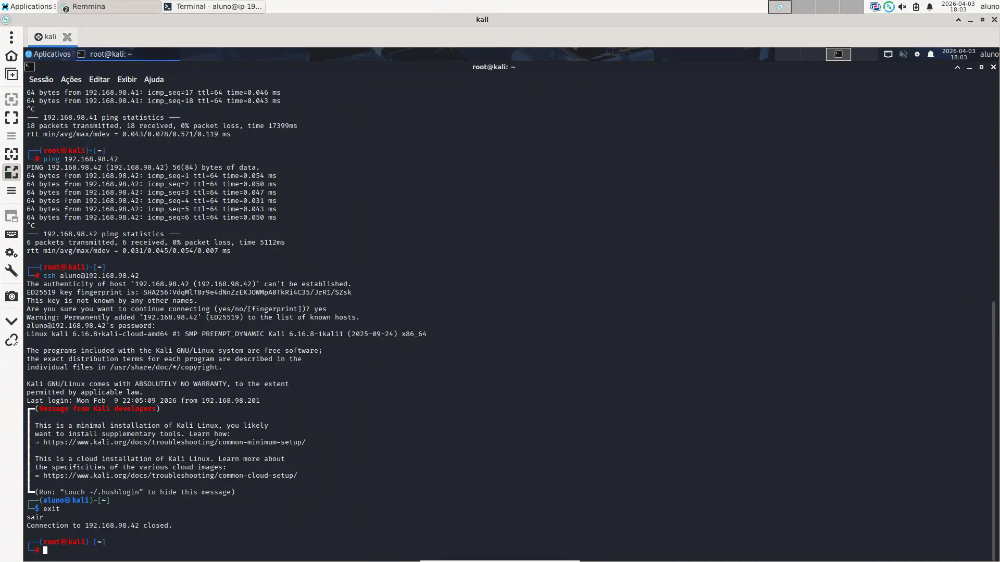 Applications
Remmina
Terminal - aluno@ip-19...
2026-04-03
18:03
aluno
kali
kali
Aplicativos
root@kali: ~
2026-04-03
18:03
aluno
root@kali: ~
Sessão Ações Editar Exibir Ajuda
64 bytes from 192.168.98.41: icmp_seq=17 ttl=64 time=0.046 ms
64 bytes from 192.168.98.41: icmp_seq=18 ttl=64 time=0.043 ms
^C
--- 192.168.98.41 ping statistics ---
18 packets transmitted, 18 received, 0% packet loss, time 17399ms
rtt min/avg/max/mdev = 0.043/0.078/0.571/0.119 ms
┌──(root㉿kali)-[~]
└─# ping 192.168.98.42
PING 192.168.98.42 (192.168.98.42) 56(84) bytes of data.
64 bytes from 192.168.98.42: icmp_seq=1 ttl=64 time=0.054 ms
64 bytes from 192.168.98.42: icmp_seq=2 ttl=64 time=0.050 ms
64 bytes from 192.168.98.42: icmp_seq=3 ttl=64 time=0.047 ms
64 bytes from 192.168.98.42: icmp_seq=4 ttl=64 time=0.031 ms
64 bytes from 192.168.98.42: icmp_seq=5 ttl=64 time=0.043 ms
64 bytes from 192.168.98.42: icmp_seq=6 ttl=64 time=0.050 ms
^C
--- 192.168.98.42 ping statistics ---
6 packets transmitted, 6 received, 0% packet loss, time 5112ms
rtt min/avg/max/mdev = 0.031/0.045/0.054/0.007 ms
┌──(root㉿kali)-[~]
└─# ssh aluno@192.168.98.42
The authenticity of host '192.168.98.42 (192.168.98.42)' can't be established.
ED25519 key fingerprint is: SHA256:VdqMlT8r9e4dNnZzEKJOWMpA0TkRi4C35/JrR1/SZsk
This key is not known by any other names.
Are you sure you want to continue connecting (yes/no/[fingerprint])? yes
Warning: Permanently added '192.168.98.42' (ED25519) to the list of known hosts.
aluno@192.168.98.42's password:
Linux kali 6.16.8+kali-cloud-amd64 #1 SMP PREEMPT_DYNAMIC Kali 6.16.8-1kali1 (2025-09-24) x86_64
The programs included with the Kali GNU/Linux system are free software;
the exact distribution terms for each program are described in the
individual files in /usr/share/doc/*/copyright.
Kali GNU/Linux comes with ABSOLUTELY NO WARRANTY, to the extent
permitted by applicable law.
Last login: Mon Feb  9 22:05:09 2026 from 192.168.98.201
┏━(Message from Kali developers)
┃ This is a minimal installation of Kali Linux, you likely
┃ want to install supplementary tools. Learn how:
┃ ⇒ https://www.kali.org/docs/troubleshooting/common-minimum-setup/
┃ This is a cloud installation of Kali Linux. Learn more about
┃ the specificities of the various cloud images:
┃ ⇒ https://www.kali.org/docs/troubleshooting/common-cloud-setup/
┗━(Run: “touch ~/.hushlogin” to hide this message)
┌──(aluno㉿kali)-[~]
└─$ exit
sair
Connection to 192.168.98.42 closed.
┌──(root㉿kali)-[~]
└─#